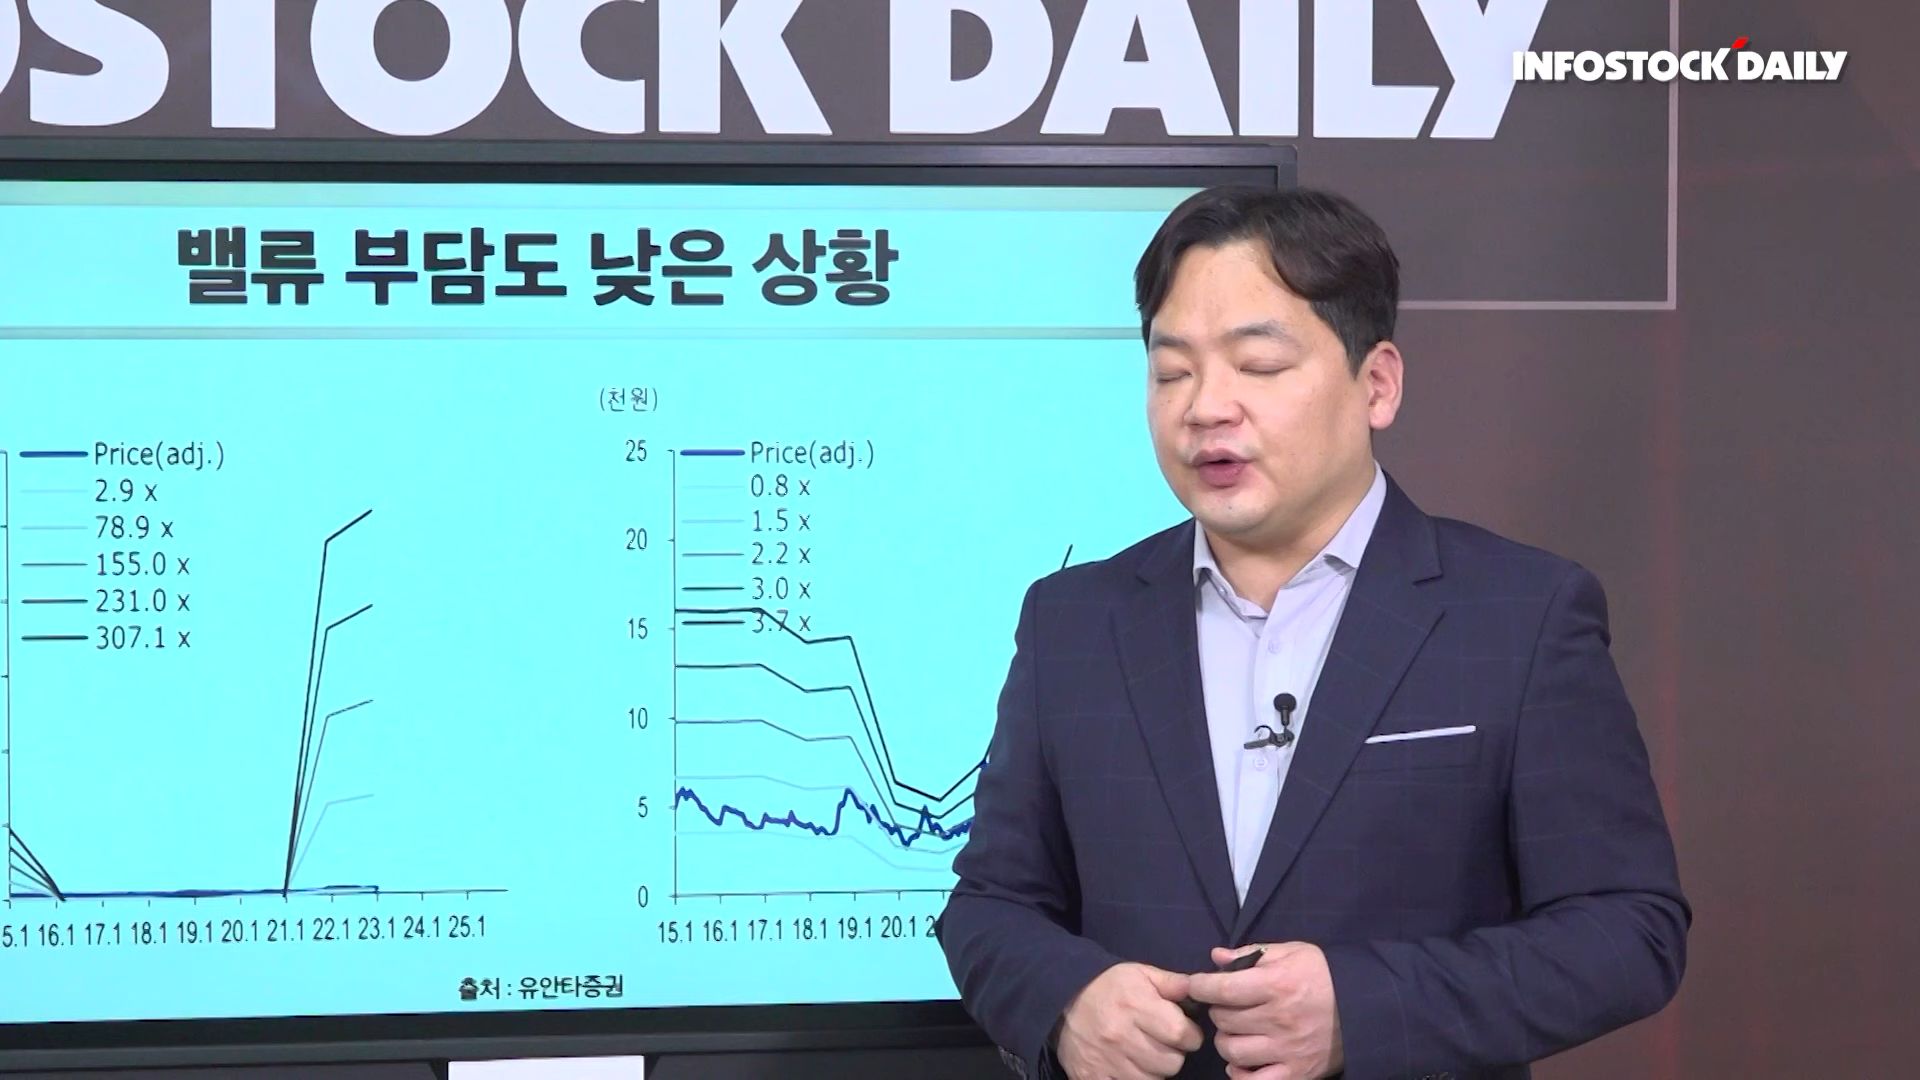 OSTOCK DAILY
INFOSTOCK DAILY
밸류 부담도 낮은 상황
Price(adj.)
2.9 x
78.9 x
155.0 x
231.0 x
307.1 x
5.1 16.1 17.1 18.1 19.1 20.1 21.1 22.1 23.1 24.1 25.1
(천원)
25
20
15
10
5
0
Price(adj.)
0.8 x
1.5 x
2.2 x
3.0 x
3.7 x
15.1 16.1 17.1 18.1 19.1 20.1 2
출처 : 유안타증권